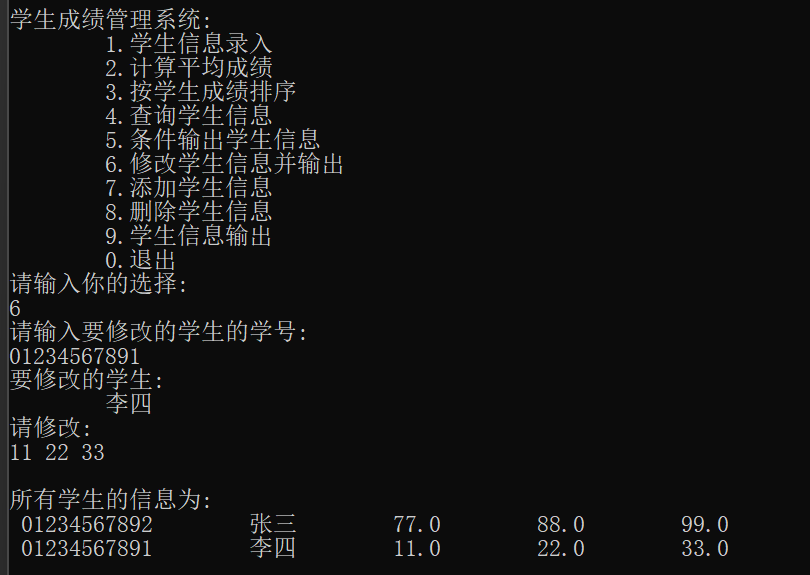 学生成绩管理系统:
1.学生信息录入
2.计算平均成绩
3.按学生成绩排序
4.查询学生信息
5.条件输出学生信息
6.修改学生信息并输出
7.添加学生信息
8.删除学生信息
9.学生信息输出
0.退出
请输入你的选择:
6
请输入要修改的学生的学号:
01234567891
要修改的学生:
李四
请修改:
11 22 33
所有学生的信息为:
01234567892 张三 77.0 88.0 99.0
01234567891 李四 11.0 22.0 33.0